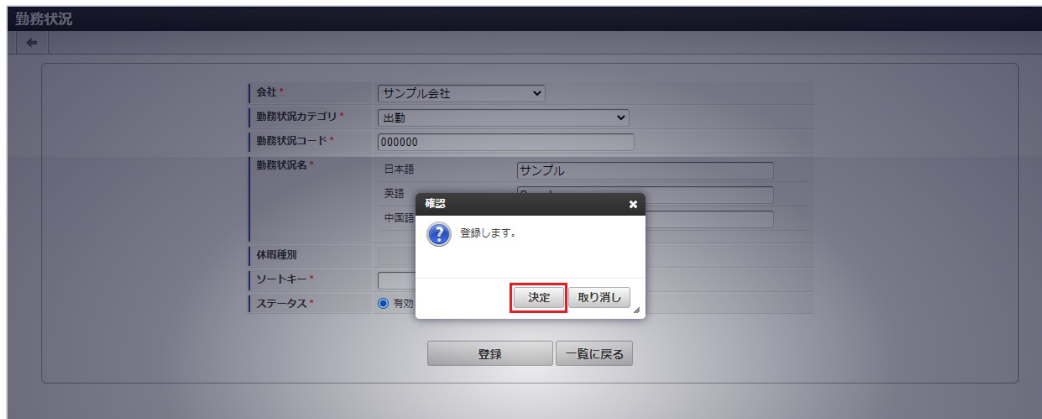 勤務状況
会社*
サンプル会社
勤務状況カテゴリ*
出勤
勤務状況コード*
000000
勤務状況名*
日本語
サンプル
英語
中国語
確認
登録します。
決定
取り消し
休暇種別
ソートキー*
ステータス*
有効
登録
一覧に戻る